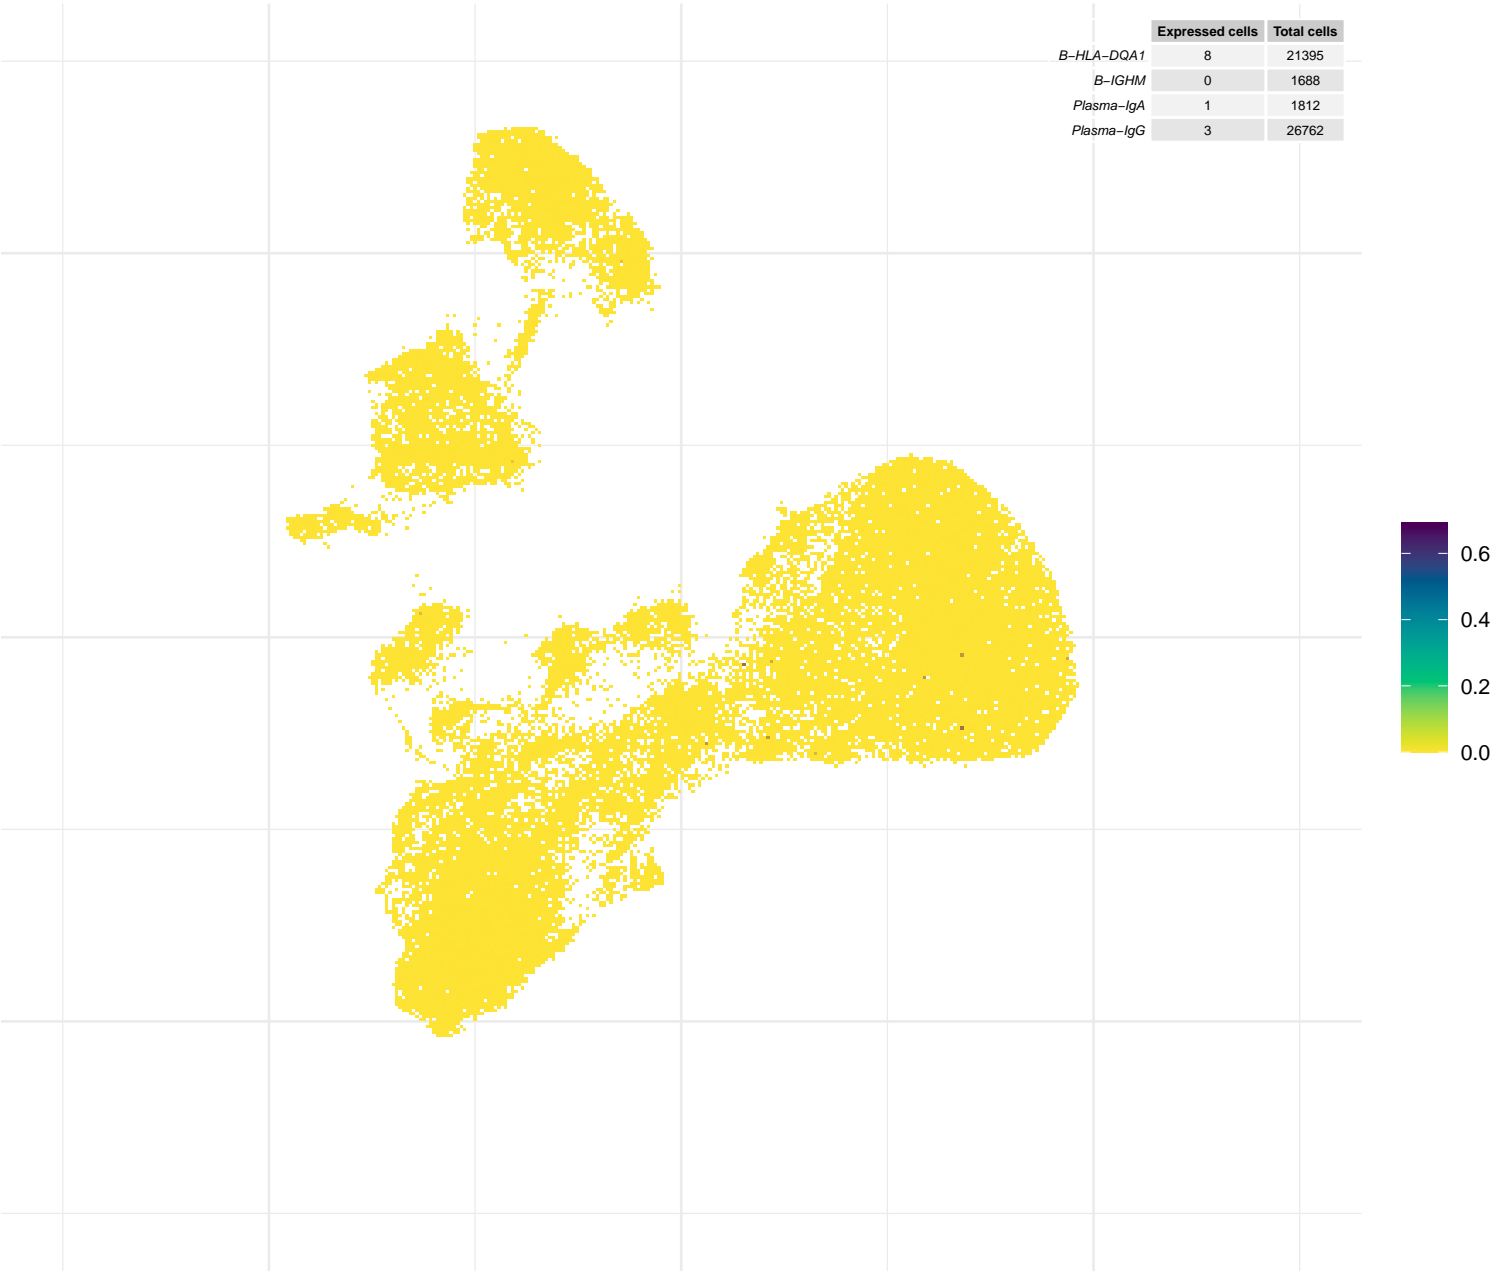 Expressed cells Total cells
B−HLA−DQA1 8 21395
B−IGHM 0 1688
Plasma−IgA 1 1812
Plasma−IgG 3 26762
0.6
0.4
0.2
0.0